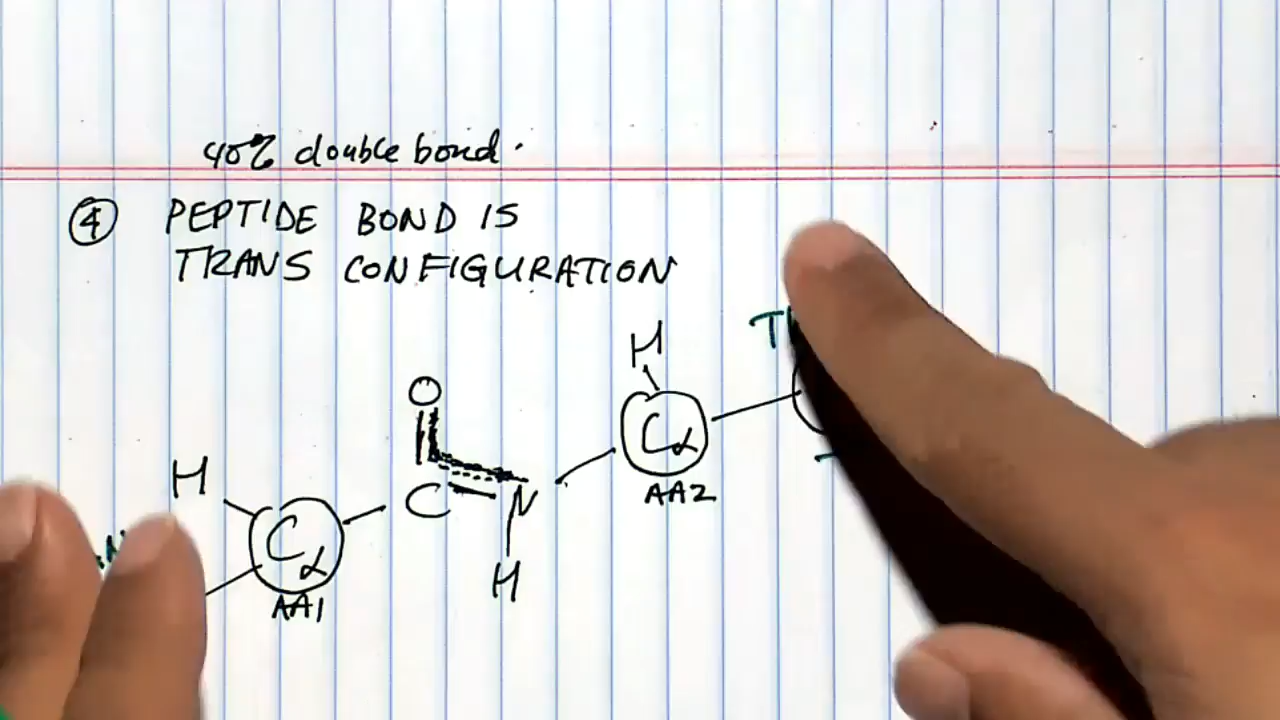 40% double bond.
④ PEPTIDE BOND IS
TRANS CONFIGURATION
H
O
H
Cα
AA2
C
N
Cα
AA1
H